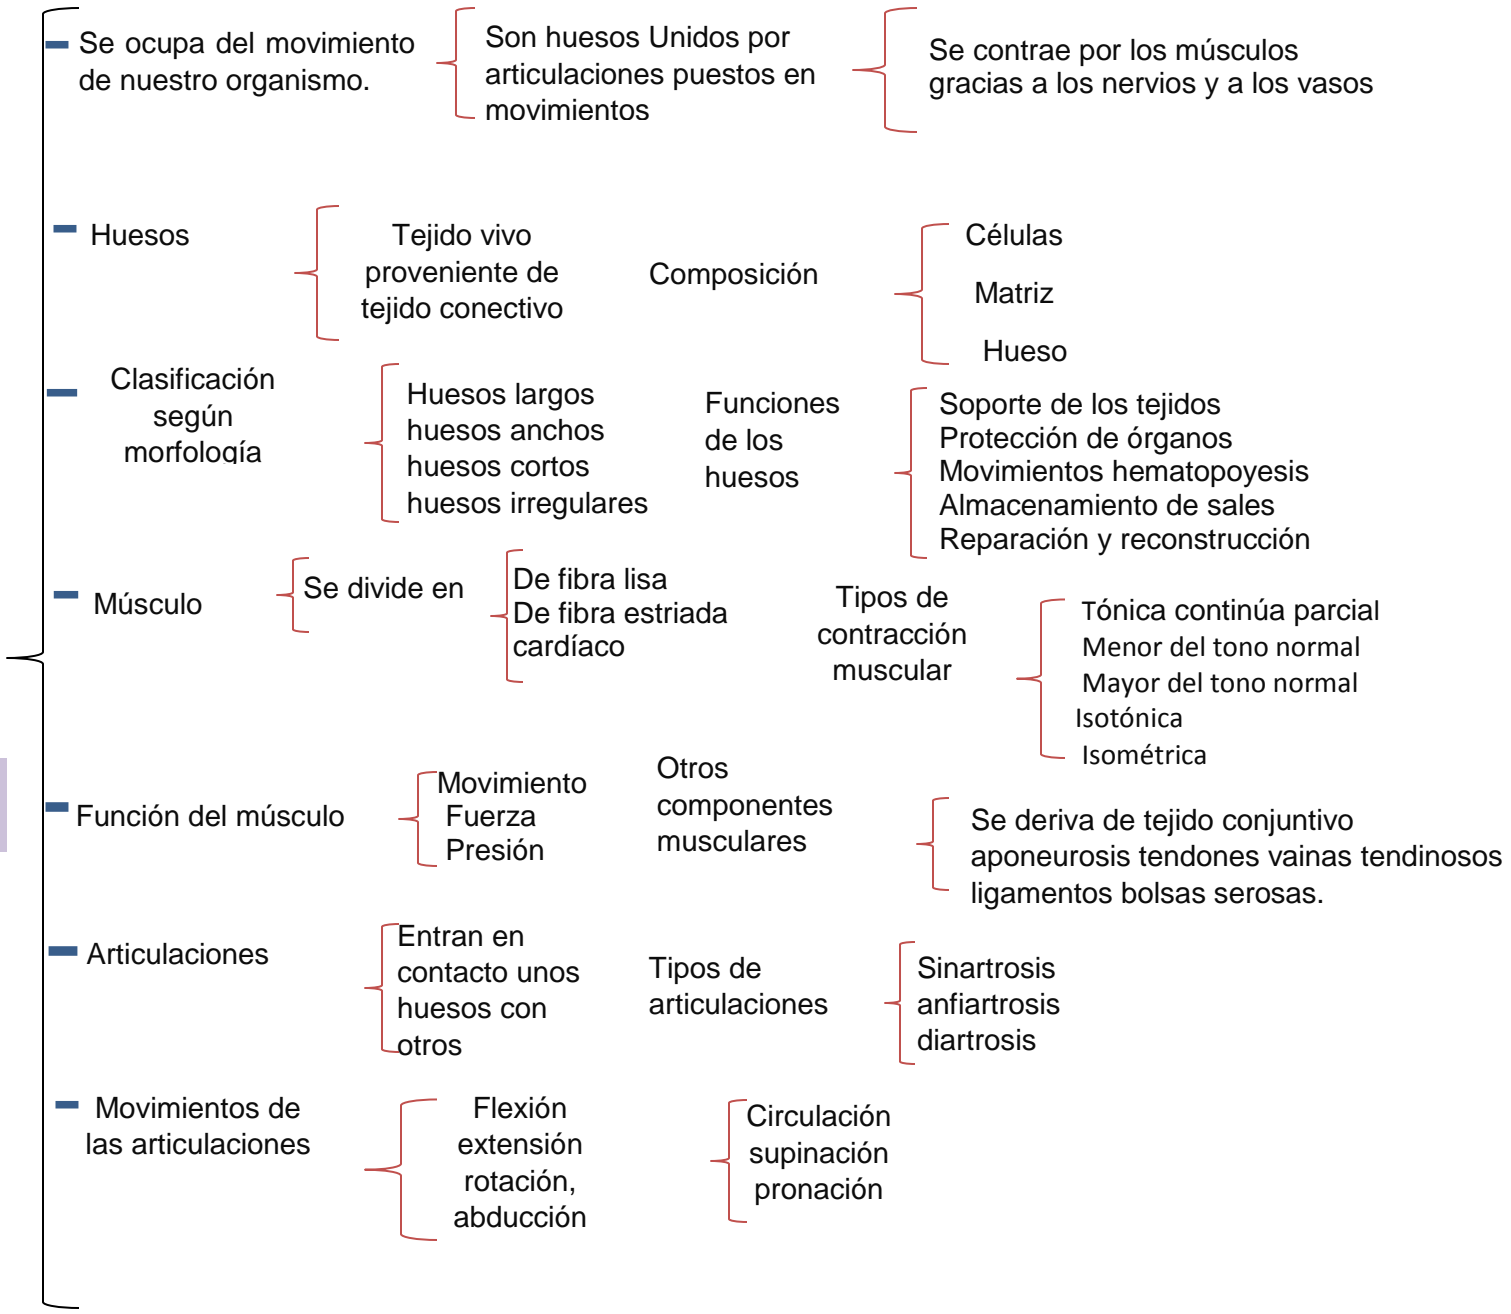 Se ocupa del movimiento
de nuestro organismo.
Son huesos Unidos por
articulaciones puestos en
movimientos
Se contrae por los músculos
gracias a los nervios y a los vasos
Huesos
Tejido vivo
proveniente de
tejido conectivo
Composición
Células
Matriz
Hueso
Clasificación
según
morfología
Huesos largos
huesos anchos
huesos cortos
huesos irregulares
Funciones
de los
huesos
Soporte de los tejidos
Protección de órganos
Movimientos hematopoyesis
Almacenamiento de sales
Reparación y reconstrucción
Músculo
Se divide en
De fibra lisa
De fibra estriada
cardíaco
Tipos de
contracción
muscular
Tónica continúa parcial
Menor del tono normal
Mayor del tono normal
Isotónica
Isométrica
Función del músculo
Movimiento
Fuerza
Presión
Otros
componentes
musculares
Se deriva de tejido conjuntivo
aponeurosis tendones vainas tendinosos
ligamentos bolsas serosas.
Articulaciones
Entran en
contacto unos
huesos con
otros
Tipos de
articulaciones
Sinartrosis
anfiartrosis
diartrosis
Movimientos de
las articulaciones
Flexión
extensión
rotación,
abducción
Circulación
supinación
pronación